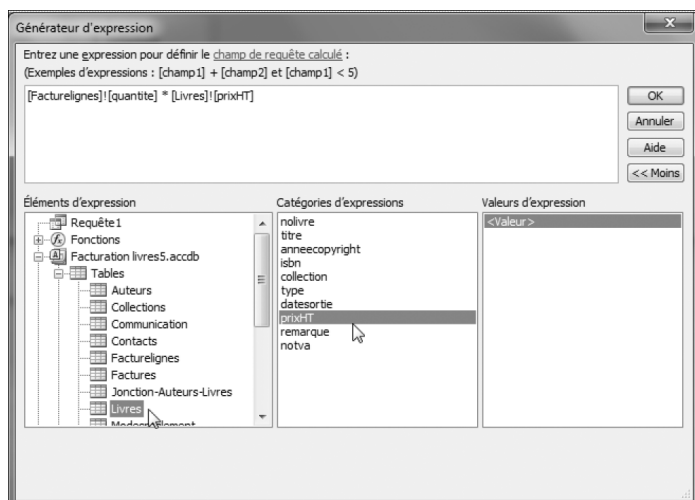 Générateur d'expression
Entrez une expression pour définir le champ de requête calculé :
(Exemples d'expressions : [champ1] + [champ2] et [champ1] < 5)
[Facturelignes]![quantite] * [Livres]![prixHT]
OK
Annuler
Aide
<< Moins
Éléments d'expression
Requête1
Fonctions
Facturation livres5.accdb
Tables
Auteurs
Collections
Communication
Contacts
Facturelignes
Factures
Jonction-Auteurs-Livres
Livres
Catégories d'expressions
nolivre
titre
anneecopyright
isbn
collection
type
datesortie
prixHT
remarque
notva
Valeurs d'expression
<Valeur>